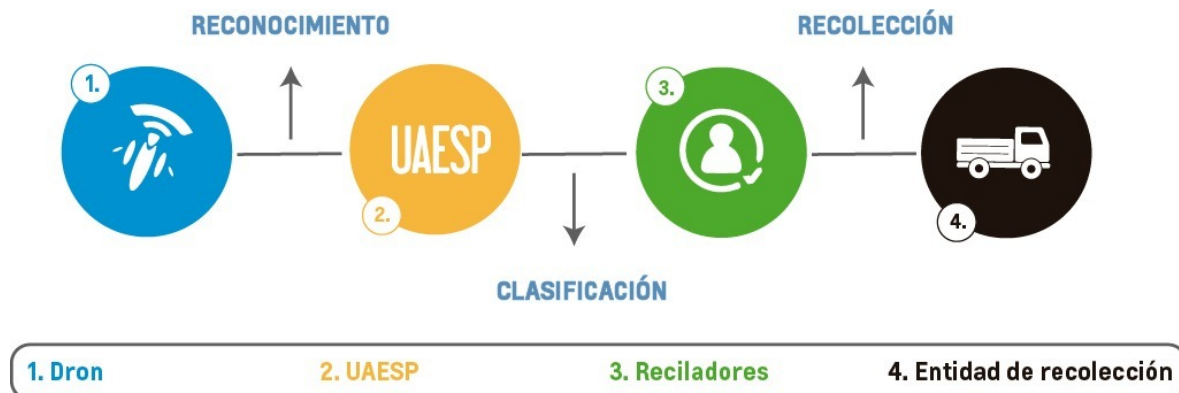 RECONOCIMIENTO
RECOLECCIÓN
1.
UAESP
2.
3.
4.
CLASIFICACIÓN
1. Dron
2. UAESP
3. Reciladores
4. Entidad de recolección